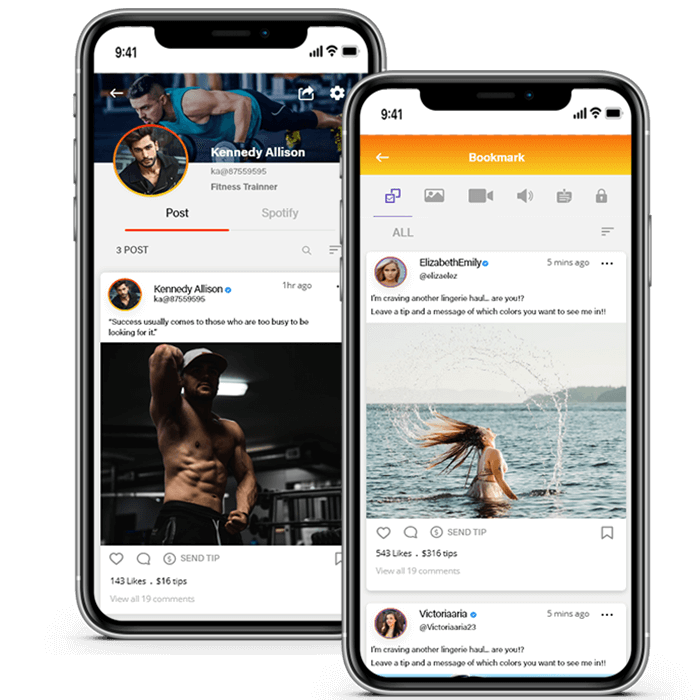 9:41
Kennedy Allison
ka@87559595
Fitness Trainner
Post
Spotify
3 POST
Kennedy Allison
1hr ago
ka@87559595
“Success usually comes to those who are too busy to be
looking for it.”
SEND TIP
143 Likes . $16 tips
View all 19 comments
9:41
Bookmark
ALL
ElizabethEmily
5 mins ago
@elizaelez
I’m craving another lingerie haul... are you!?
Leave a tip and a message of which colors you want to see me in!!
SEND TIP
543 Likes . $316 tips
View all 19 comments
Victoriaaria
5 mins ago
@Victoriaaria23
I’m craving another lingerie haul... are you!?
Leave a tip and a message of which colors you want to see me in!!